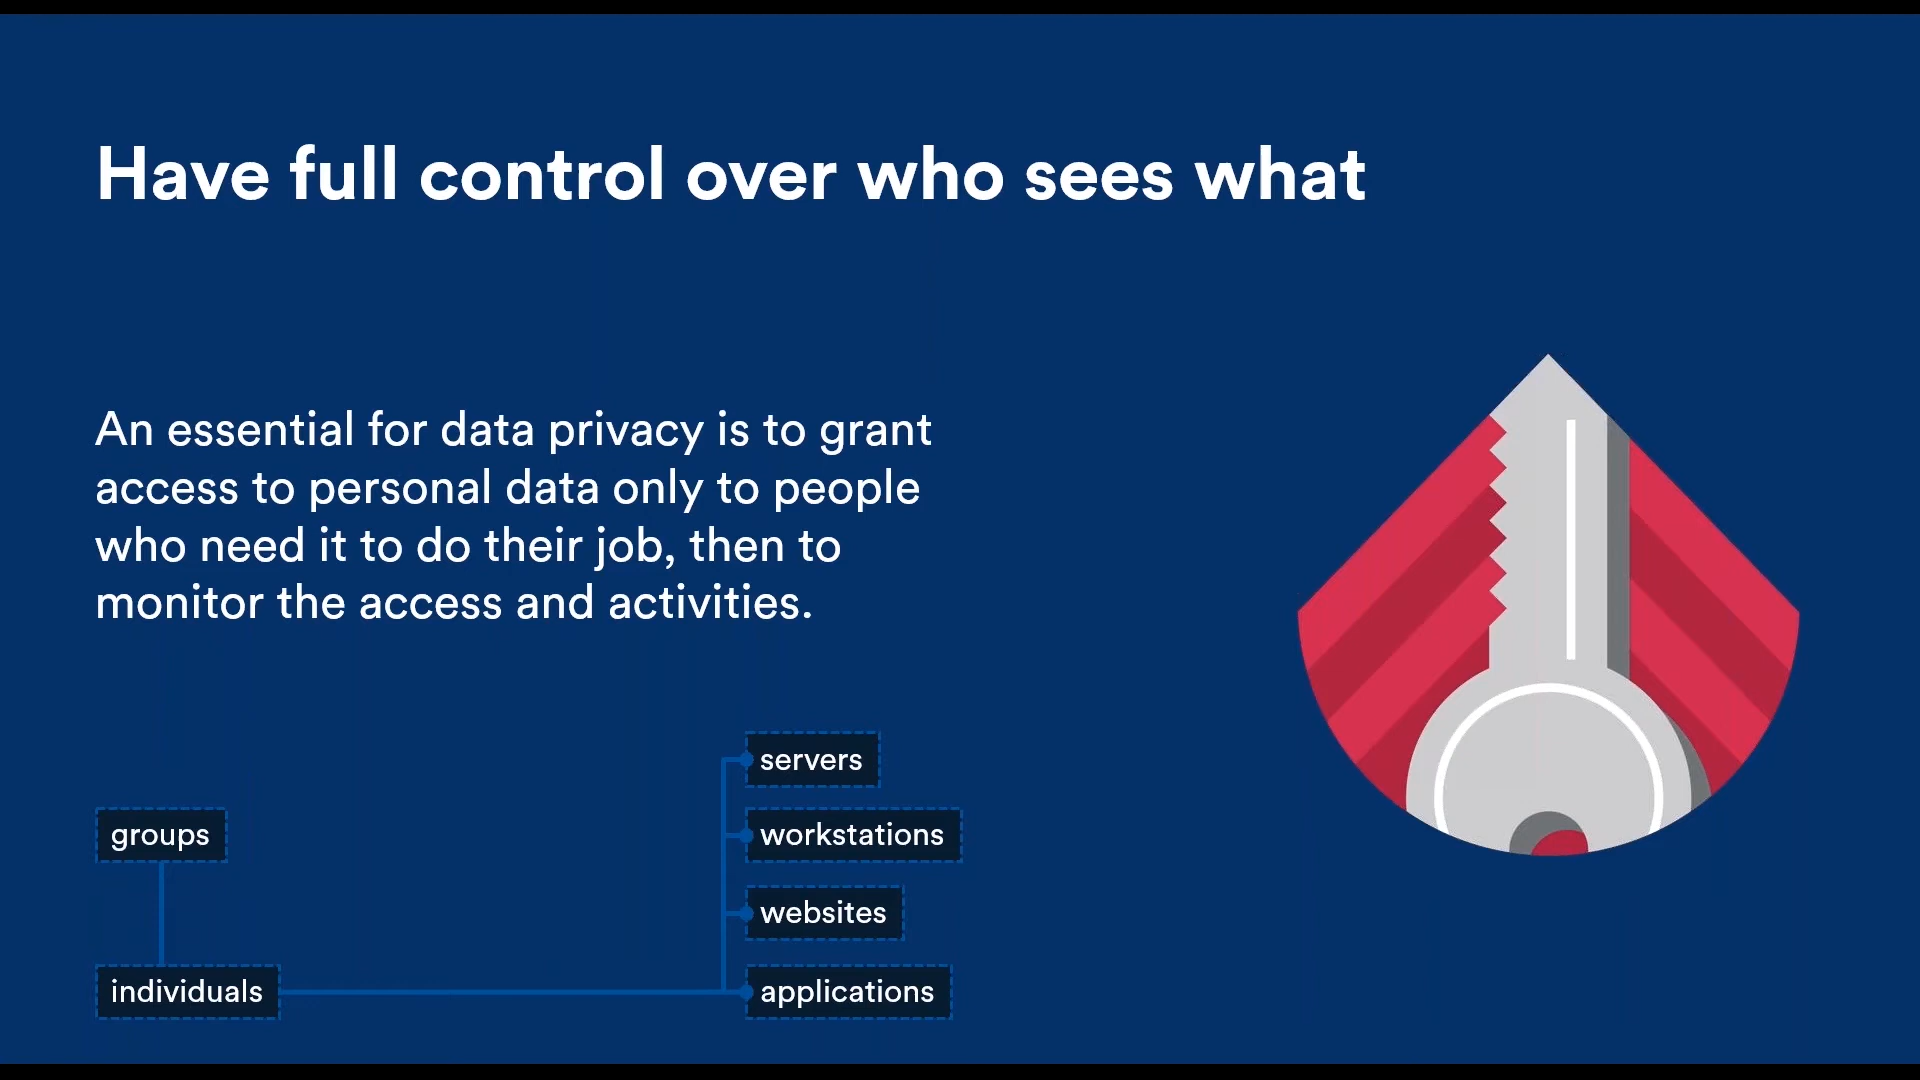 Have full control over who sees what
An essential for data privacy is to grant
access to personal data only to people
who need it to do their job, then to
monitor the access and activities.
groups
individuals
servers
workstations
websites
applications